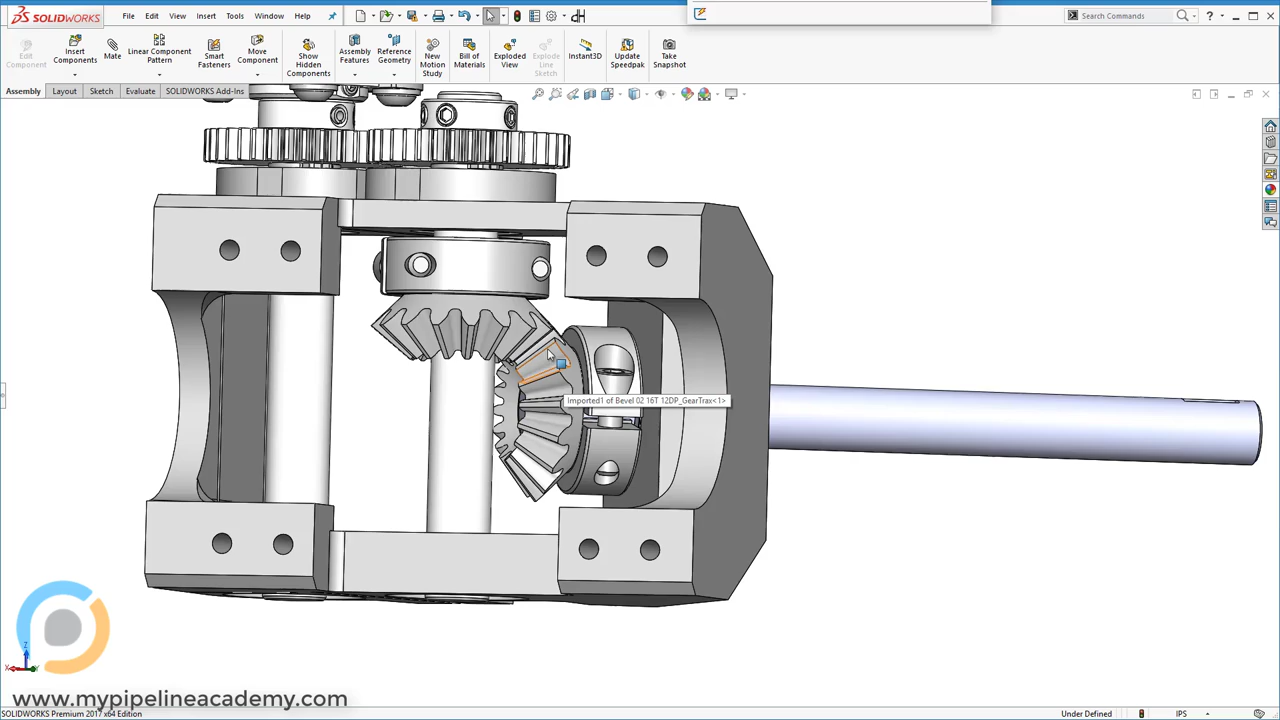 SOLIDWORKS
File Edit View Insert Tools Window Help
Search Commands
Edit Component
Insert Components
Mate
Linear Component Pattern
Smart Fasteners
Move Component
Show Hidden Components
Assembly Features
Reference Geometry
New Motion Study
Bill of Materials
Exploded View
Explode Line Sketch
Instant3D
Update Speedpak
Take Snapshot
Assembly Layout Sketch Evaluate SOLIDWORKS Add-Ins
Imported1 of Bevel 02 16T 12DP_GearTrax<1>
Z
X
www.mypipelineacademy.com
SOLIDWORKS Premium 2017 x64 Edition
Under Defined
IPS